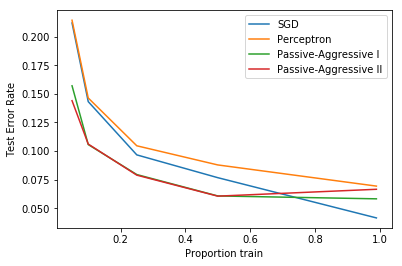 0.200
0.175
0.150
0.125
0.100
0.075
0.050
Test Error Rate
SGD
Perceptron
Passive-Aggressive I
Passive-Aggressive II
0.2 0.4 0.6 0.8 1.0
Proportion train